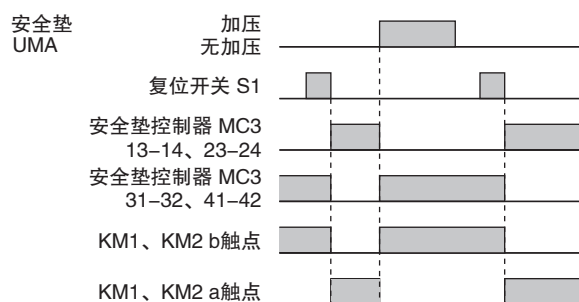 安全垫 加压
UMA 无加压
复位开关 S1
安全垫控制器 MC3
13–14、23–24
安全垫控制器 MC3
31–32、41–42
KM1、KM2 b触点
KM1、KM2 a触点